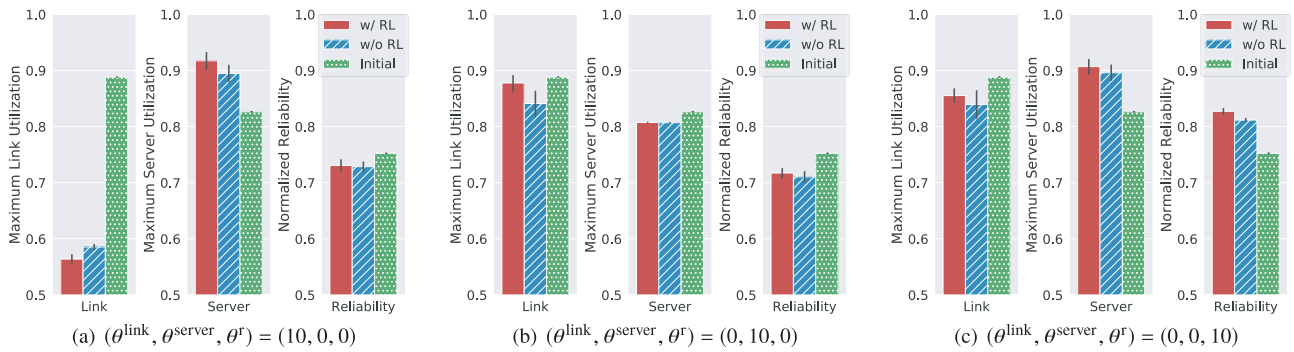 Maximum Link Utilization
1.0
0.9
0.8
0.7
0.6
0.5
Link
Maximum Server Utilization
1.0
0.9
0.8
0.7
0.6
0.5
Server
Normalized Reliability
1.0
0.9
0.8
0.7
0.6
0.5
Reliability
w/ RL
w/o RL
Initial
(a) (θ^link, θ^server, θ^r) = (10, 0, 0)
Maximum Link Utilization
1.0
0.9
0.8
0.7
0.6
0.5
Link
Maximum Server Utilization
1.0
0.9
0.8
0.7
0.6
0.5
Server
Normalized Reliability
1.0
0.9
0.8
0.7
0.6
0.5
Reliability
w/ RL
w/o RL
Initial
(b) (θ^link, θ^server, θ^r) = (0, 10, 0)
Maximum Link Utilization
1.0
0.9
0.8
0.7
0.6
0.5
Link
Maximum Server Utilization
1.0
0.9
0.8
0.7
0.6
0.5
Server
Normalized Reliability
1.0
0.9
0.8
0.7
0.6
0.5
Reliability
w/ RL
w/o RL
Initial
(c) (θ^link, θ^server, θ^r) = (0, 0, 10)